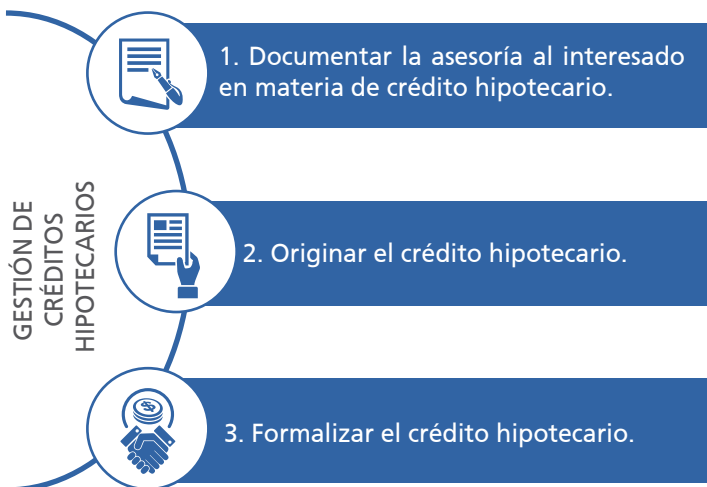 GESTIÓN DE
CRÉDITOS
HIPOTECARIOS
1. Documentar la asesoría al interesado
en materia de crédito hipotecario.
2. Originar el crédito hipotecario.
3. Formalizar el crédito hipotecario.